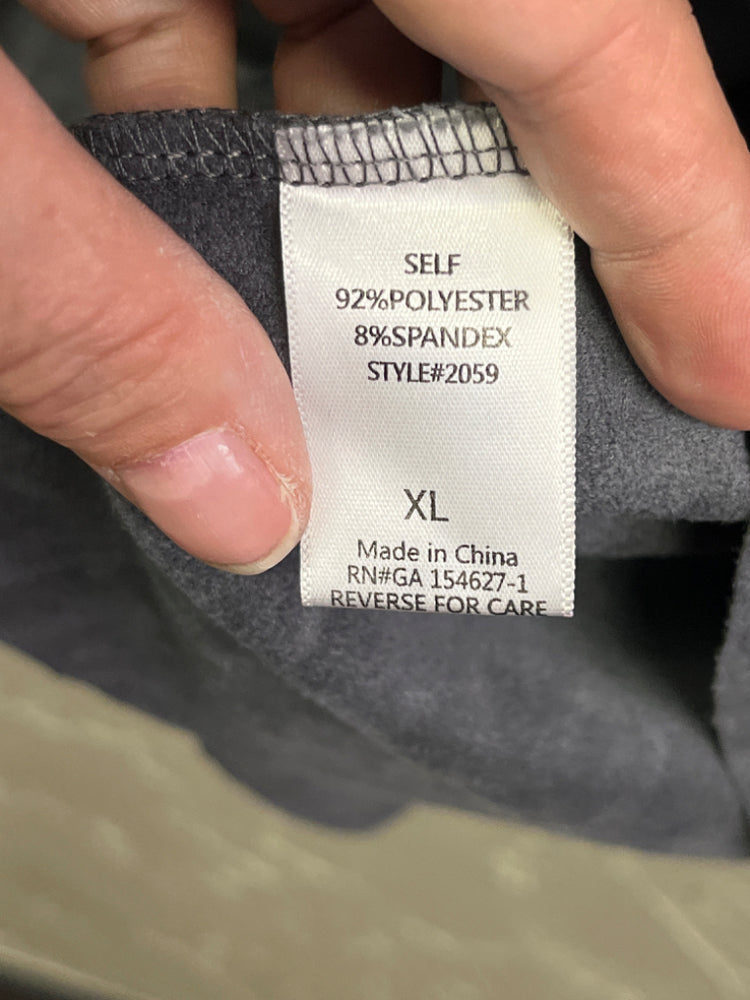 SELF
92%POLYESTER
8%SPANDEX
STYLE#2059
XL
Made in China
RN#GA 154627-1
REVERSE FOR CARE